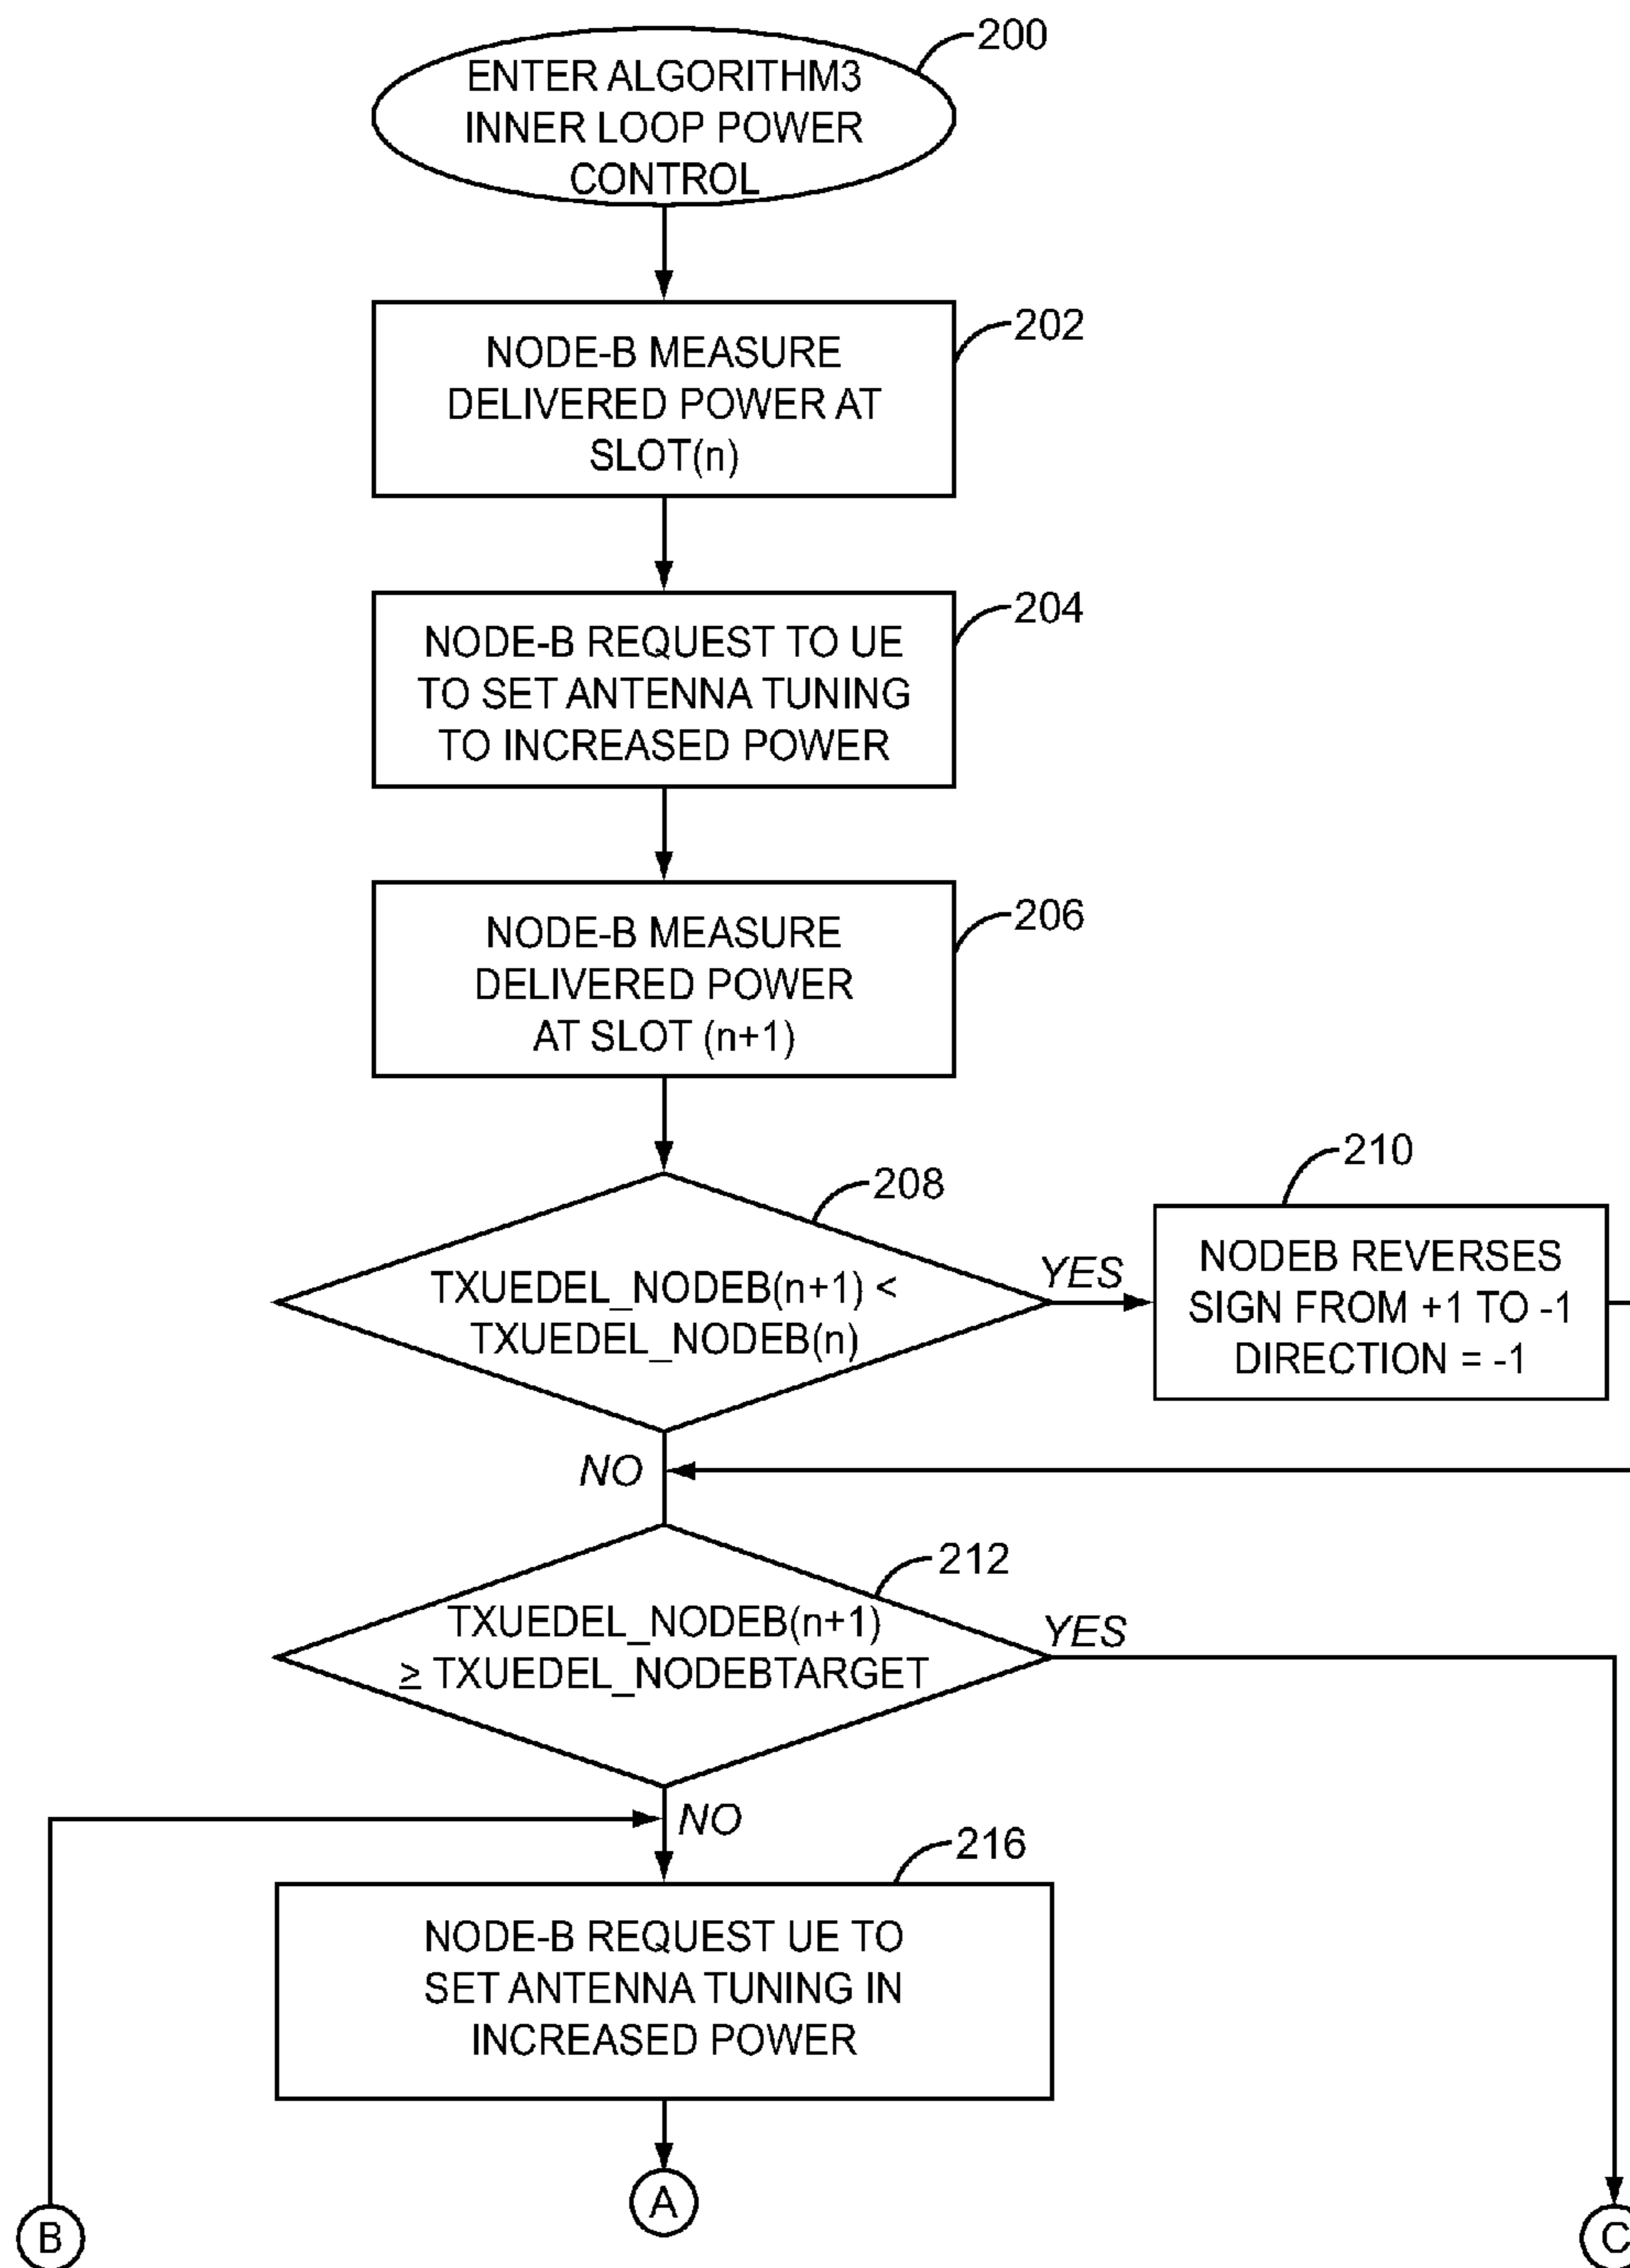 200
ENTER ALGORITHM3
INNER LOOP POWER
CONTROL
202
NODE-B MEASURE
DELIVERED POWER AT
SLOT(n)
204
NODE-B REQUEST TO UE
TO SET ANTENNA TUNING
TO INCREASED POWER
206
NODE-B MEASURE
DELIVERED POWER
AT SLOT (n+1)
208
TXUEDEL_NODEB(n+1) <
TXUEDEL_NODEB(n)
YES
210
NODEB REVERSES
SIGN FROM +1 TO -1
DIRECTION = -1
NO
212
TXUEDEL_NODEB(n+1)
≥ TXUEDEL_NODEBTARGET
YES
NO
216
NODE-B REQUEST UE TO
SET ANTENNA TUNING IN
INCREASED POWER
A
B
C